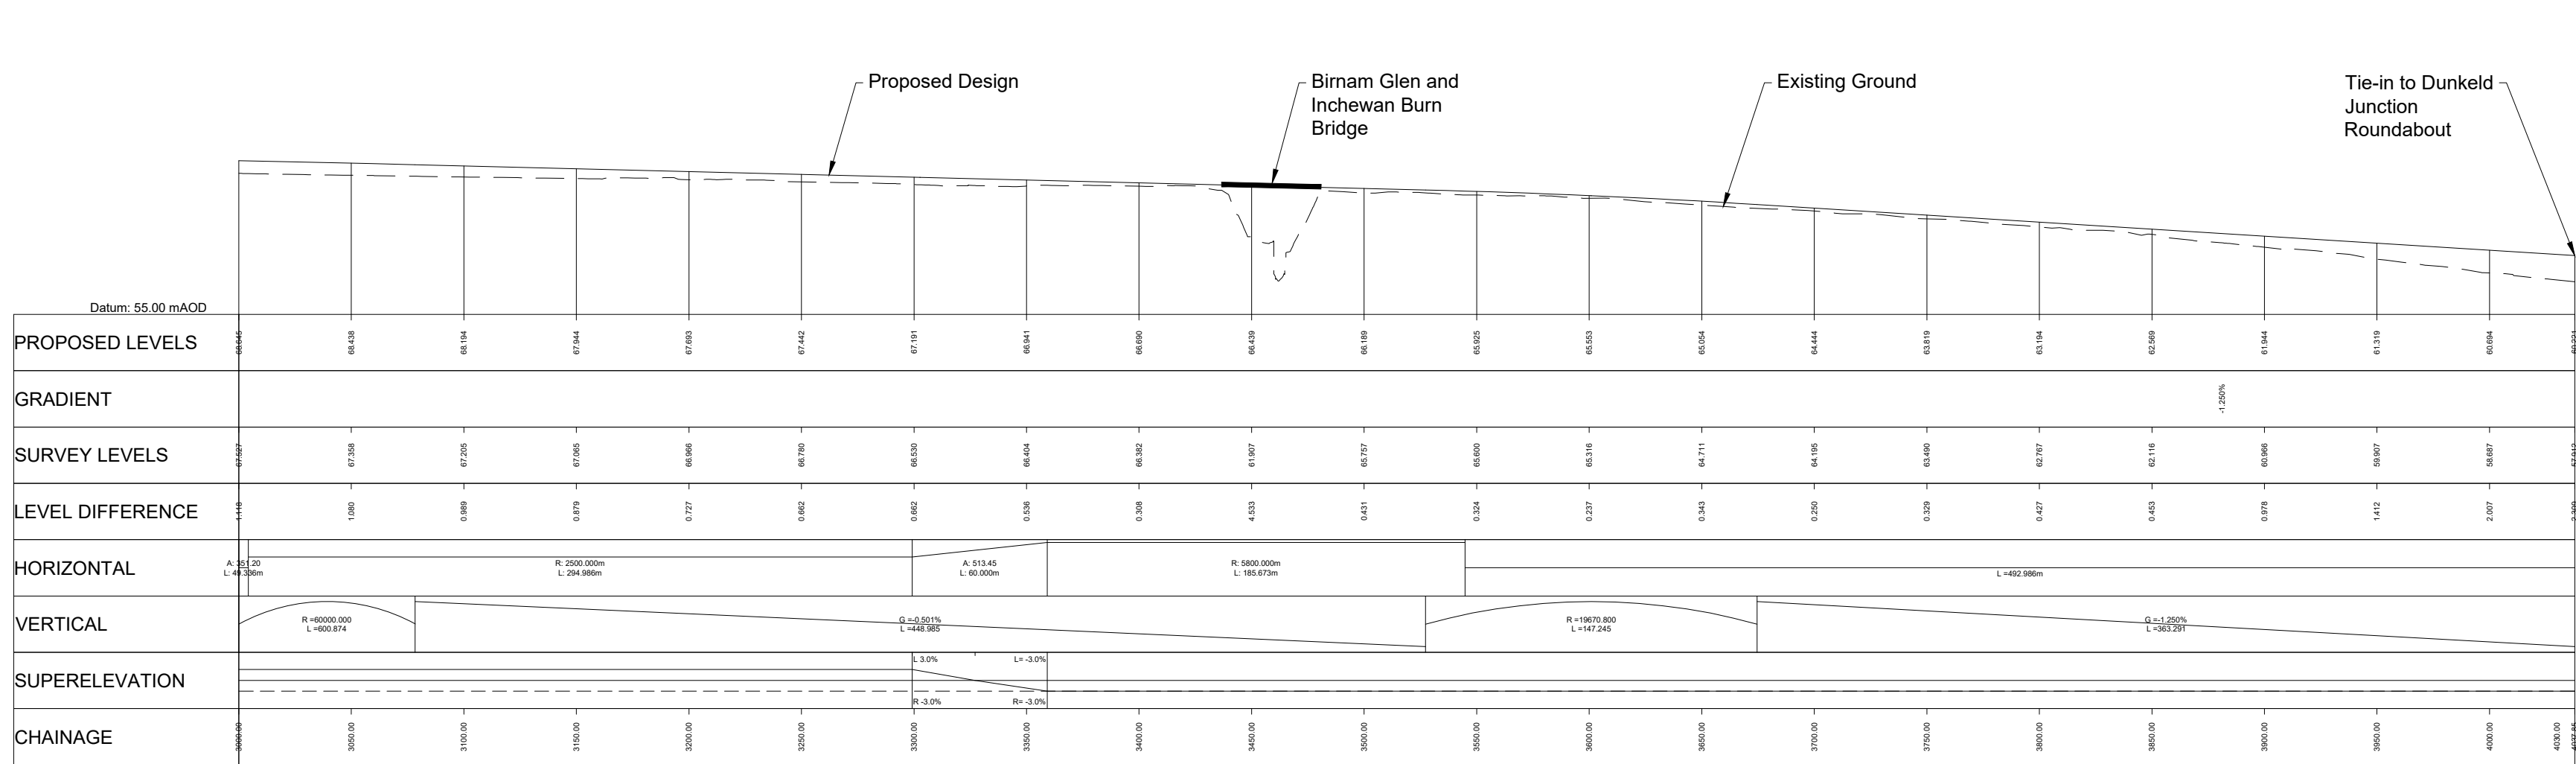 Proposed Design
Birnam Glen and
Inchewan Burn
Bridge
Existing Ground
Tie-in to Dunkeld
Junction
Roundabout
Datum: 55.00 mAOD
PROPOSED LEVELS
68.645 68.438 68.194 67.944 67.693 67.442 67.191 66.941 66.690 66.439 66.189 65.925 65.553 65.054 64.444 63.819 63.194 62.569 61.944 61.319 60.694
GRADIENT
-1.250%
SURVEY LEVELS
67.527 67.358 67.205 67.065 66.966 66.780 66.530 66.404 66.382 61.907 65.757 65.600 65.316 64.711 64.195 63.490 62.767 62.116 60.966 59.907 58.687
LEVEL DIFFERENCE
1.118 1.080 0.989 0.879 0.727 0.662 0.662 0.536 0.308 4.533 0.431 0.324 0.237 0.343 0.250 0.329 0.427 0.453 0.978 1.412 2.007
HORIZONTAL
A: 351.20
L: 49.336m
R: 2500.000m
L: 294.986m
A: 513.45
L: 60.000m
R: 5800.000m
L: 185.673m
L =492.986m
VERTICAL
R =60000.000
L =600.874
G =-0.501%
L =448.985
R =19670.800
L =147.245
G =-1.250%
L =363.291
SUPERELEVATION
L 3.0% L= -3.0%
R -3.0% R= -3.0%
CHAINAGE
3000.00 3050.00 3100.00 3150.00 3200.00 3250.00 3300.00 3350.00 3400.00 3450.00 3500.00 3550.00 3600.00 3650.00 3700.00 3750.00 3800.00 3850.00 3900.00 3950.00 4000.00 4030.00